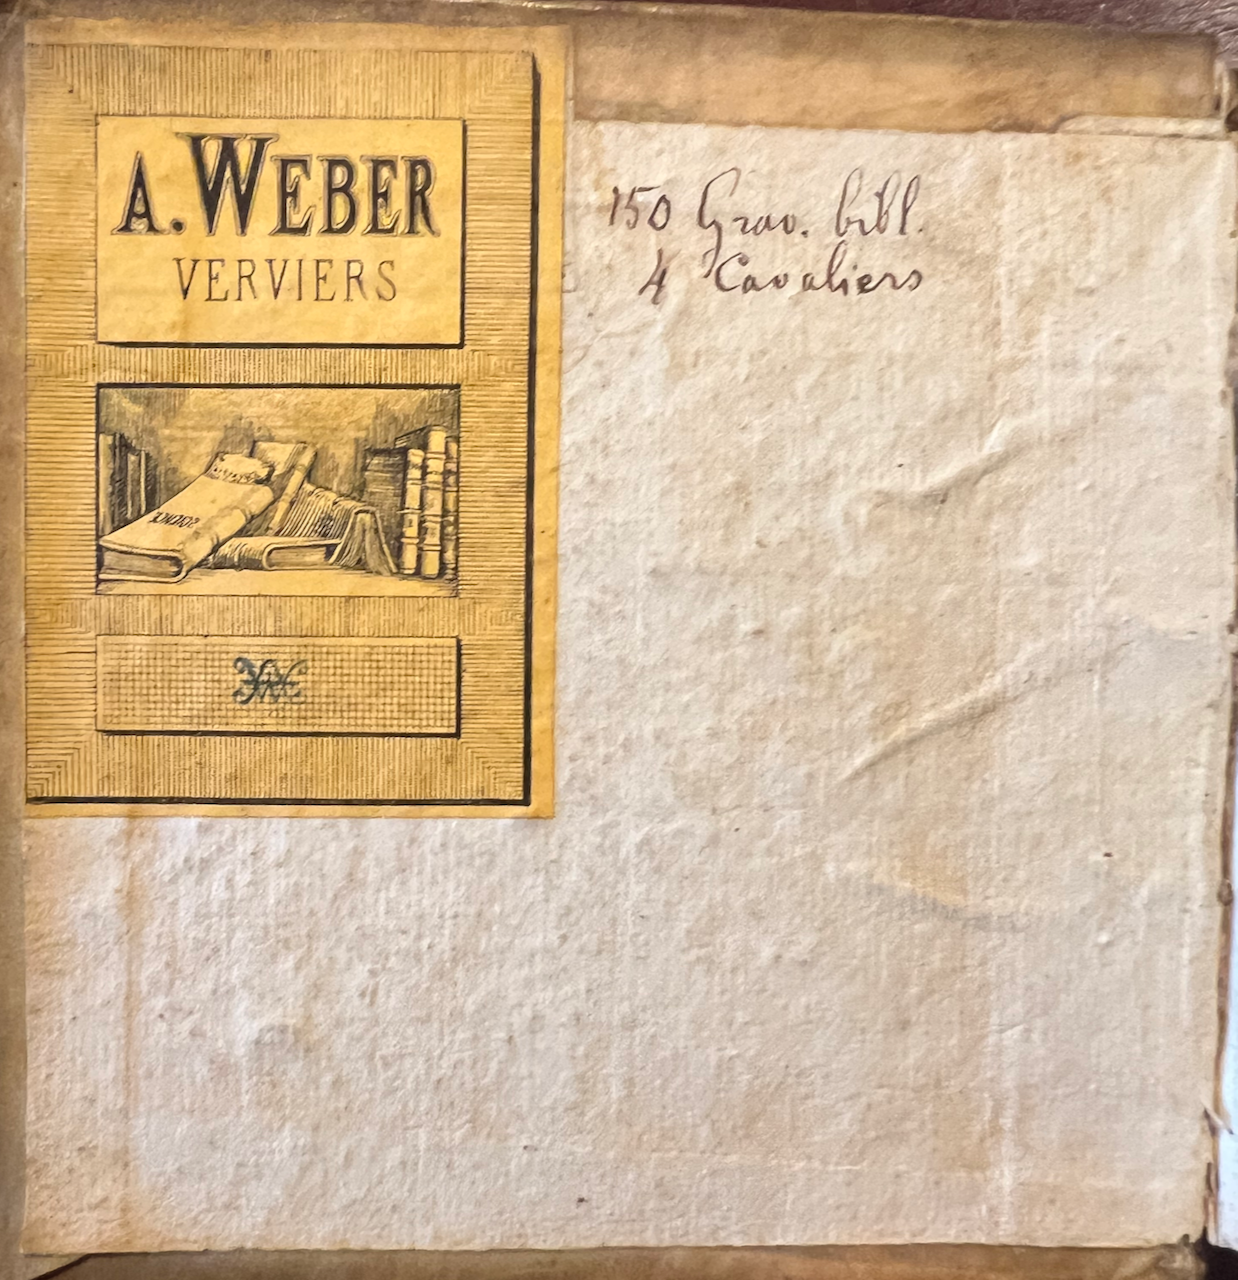 A. WEBER
VERVIERS
150 Grav. bibl.
4 Cavaliers